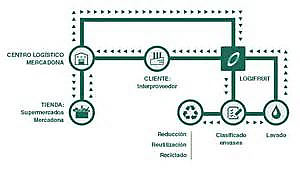 CENTRO LOGÍSTICO
MERCADONA
CLIENTE:
Interproveedor
LOGIFRUIT
TIENDA:
Supermercados
Mercadona
Reducción
Reutilización
Reciclado
Clasificado
envases
Lavado